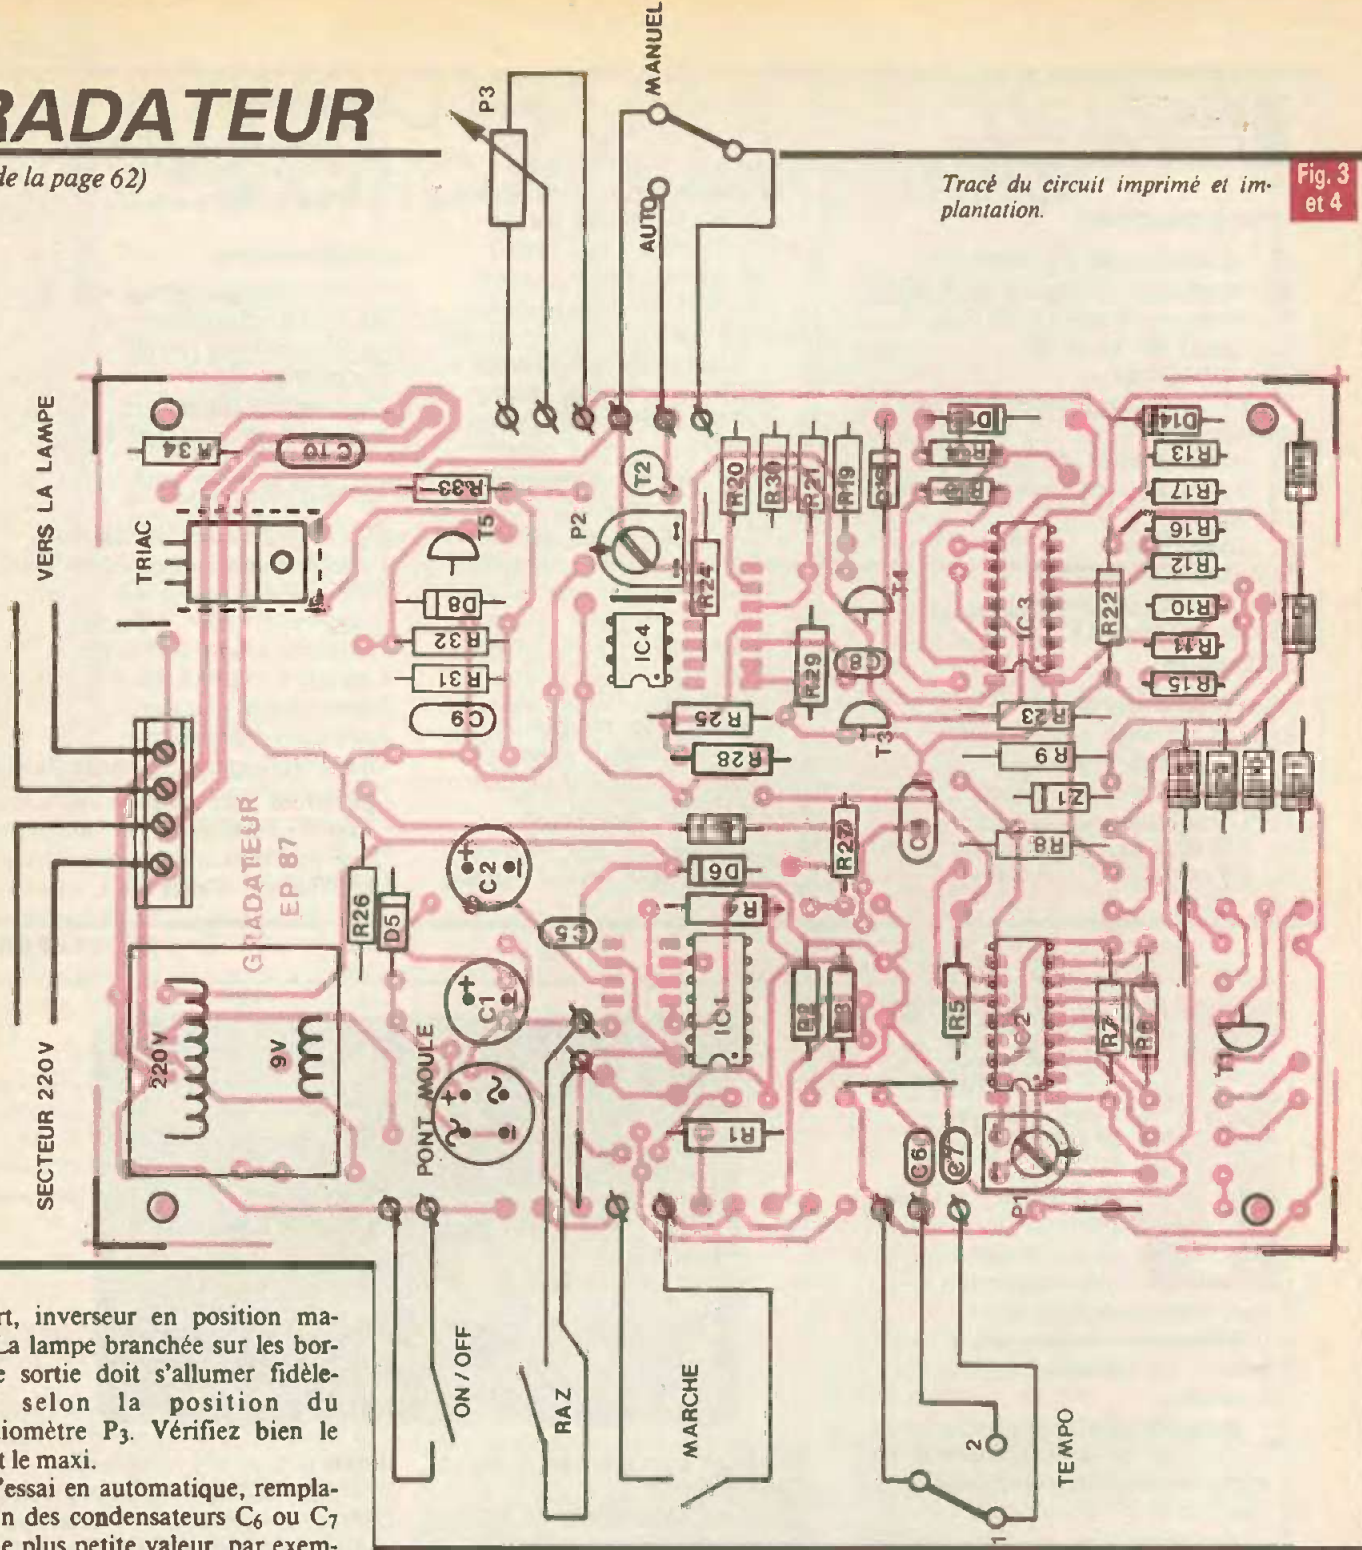 RADATEUR
de la page 62)
Tracé du circuit imprimé et im-
plantation.
Fig. 3
et 4
P3
MANUEL
AUTO
VERS LA LAMPE
SECTEUR 220V
TRIAC
R34
C10
R33
T5
D8
R32
R31
C9
T2
P2
IC4
R24
R20
R30
R21
R19
R29
C8
T4
T3
R25
R28
IC3
R22
R23
R9
Z1
R8
D14
R13
R17
R16
R12
R10
R11
R15
GRADATEUR
EP 87
220V
9V
R26
D5
C2
C1
C5
PONT MOULE
D6
R4
R27
IC1
R2
R1
R5
IC2
R7
R6
T1
C6
C7
P1
ON / OFF
RAZ
MARCHE
TEMPO
2
1
rt, inverseur en position ma-
La lampe branchée sur les bor-
e sortie doit s'allumer fidèle-
selon la position du
iomètre P3. Vérifiez bien le
t le maxi.
'essai en automatique, rempla-
n des condensateurs C6 ou C7
e plus petite valeur, par exem-